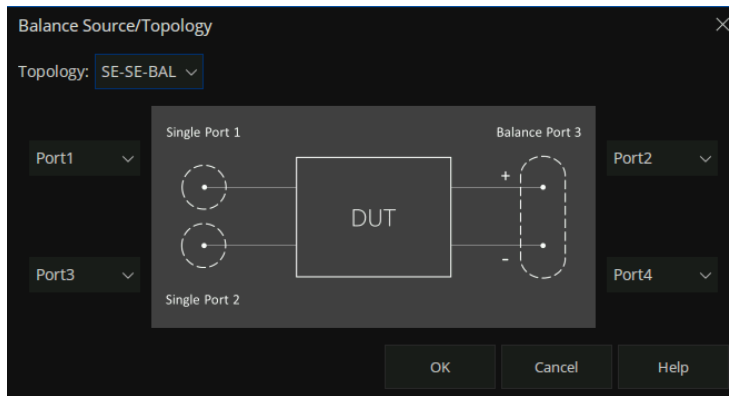 Balance Source/Topology
Topology: SE-SE-BAL
Single Port 1
Balance Port 3
Port1
Port2
+
DUT
Port3
-
Port4
Single Port 2
OK
Cancel
Help